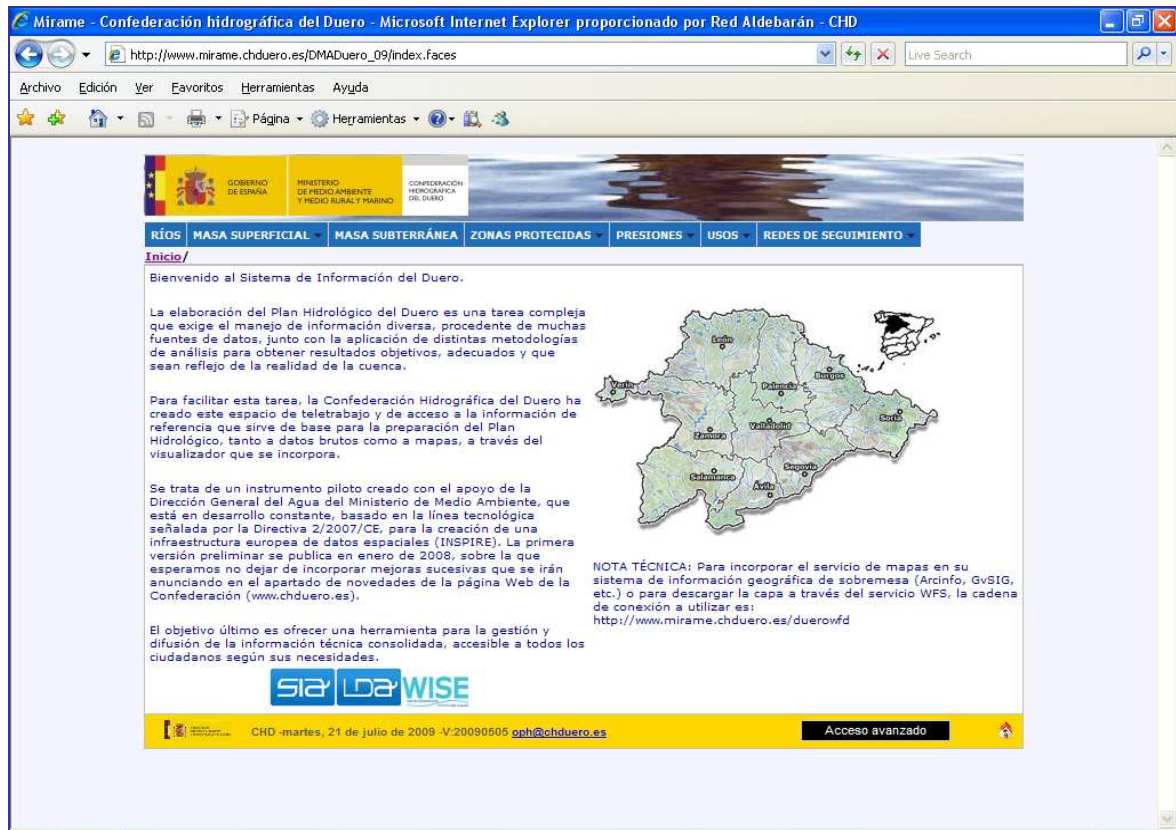 Mirame - Confederación hidrográfica del Duero - Microsoft Internet Explorer proporcionado por Red Aldebarán - CHD
http://www.mirame.chduero.es/DMADuero_09/index.faces
Live Search
Archivo Edición Ver Favoritos Herramientas Ayuda
Página Herramientas
GOBIERNO
DE ESPAÑA
MINISTERIO
DE MEDIO AMBIENTE
Y MEDIO RURAL Y MARINO
CONFEDERACIÓN
HIDROGRÁFICA
DEL DUERO
RÍOS MASA SUPERFICIAL MASA SUBTERRÁNEA ZONAS PROTEGIDAS PRESIONES USOS REDES DE SEGUIMIENTO
Inicio/
Bienvenido al Sistema de Información del Duero.
La elaboración del Plan Hidrológico del Duero es una tarea compleja
que exige el manejo de información diversa, procedente de muchas
fuentes de datos, junto con la aplicación de distintas metodologías
de análisis para obtener resultados objetivos, adecuados y que
sean reflejo de la realidad de la cuenca.
Para facilitar esta tarea, la Confederación Hidrográfica del Duero ha
creado este espacio de teletrabajo y de acceso a la información de
referencia que sirve de base para la preparación del Plan
Hidrológico, tanto a datos brutos como a mapas, a través del
visualizador que se incorpora.
Se trata de un instrumento piloto creado con el apoyo de la
Dirección General del Agua del Ministerio de Medio Ambiente, que
está en desarrollo constante, basado en la línea tecnológica
señalada por la Directiva 2/2007/CE, para la creación de una
infraestructura europea de datos espaciales (INSPIRE). La primera
versión preliminar se publica en enero de 2008, sobre la que
esperamos no dejar de incorporar mejoras sucesivas que se irán
anunciando en el apartado de novedades de la página Web de la
Confederación (www.chduero.es).
El objetivo último es ofrecer una herramienta para la gestión y
difusión de la información técnica consolidada, accesible a todos los
ciudadanos según sus necesidades.
León
Verín
Palencia
Burgos
Soria
Zamora
Valladolid
Segovia
Salamanca
Ávila
NOTA TÉCNICA: Para incorporar el servicio de mapas en su
sistema de información geográfica de sobremesa (Arcinfo, GvSIG,
etc.) o para descargar la capa a través del servicio WFS, la cadena
de conexión a utilizar es:
http://www.mirame.chduero.es/duerowfd
sia LDa WISE
CHD -martes, 21 de julio de 2009 -V:20090505 oph@chduero.es
Acceso avanzado